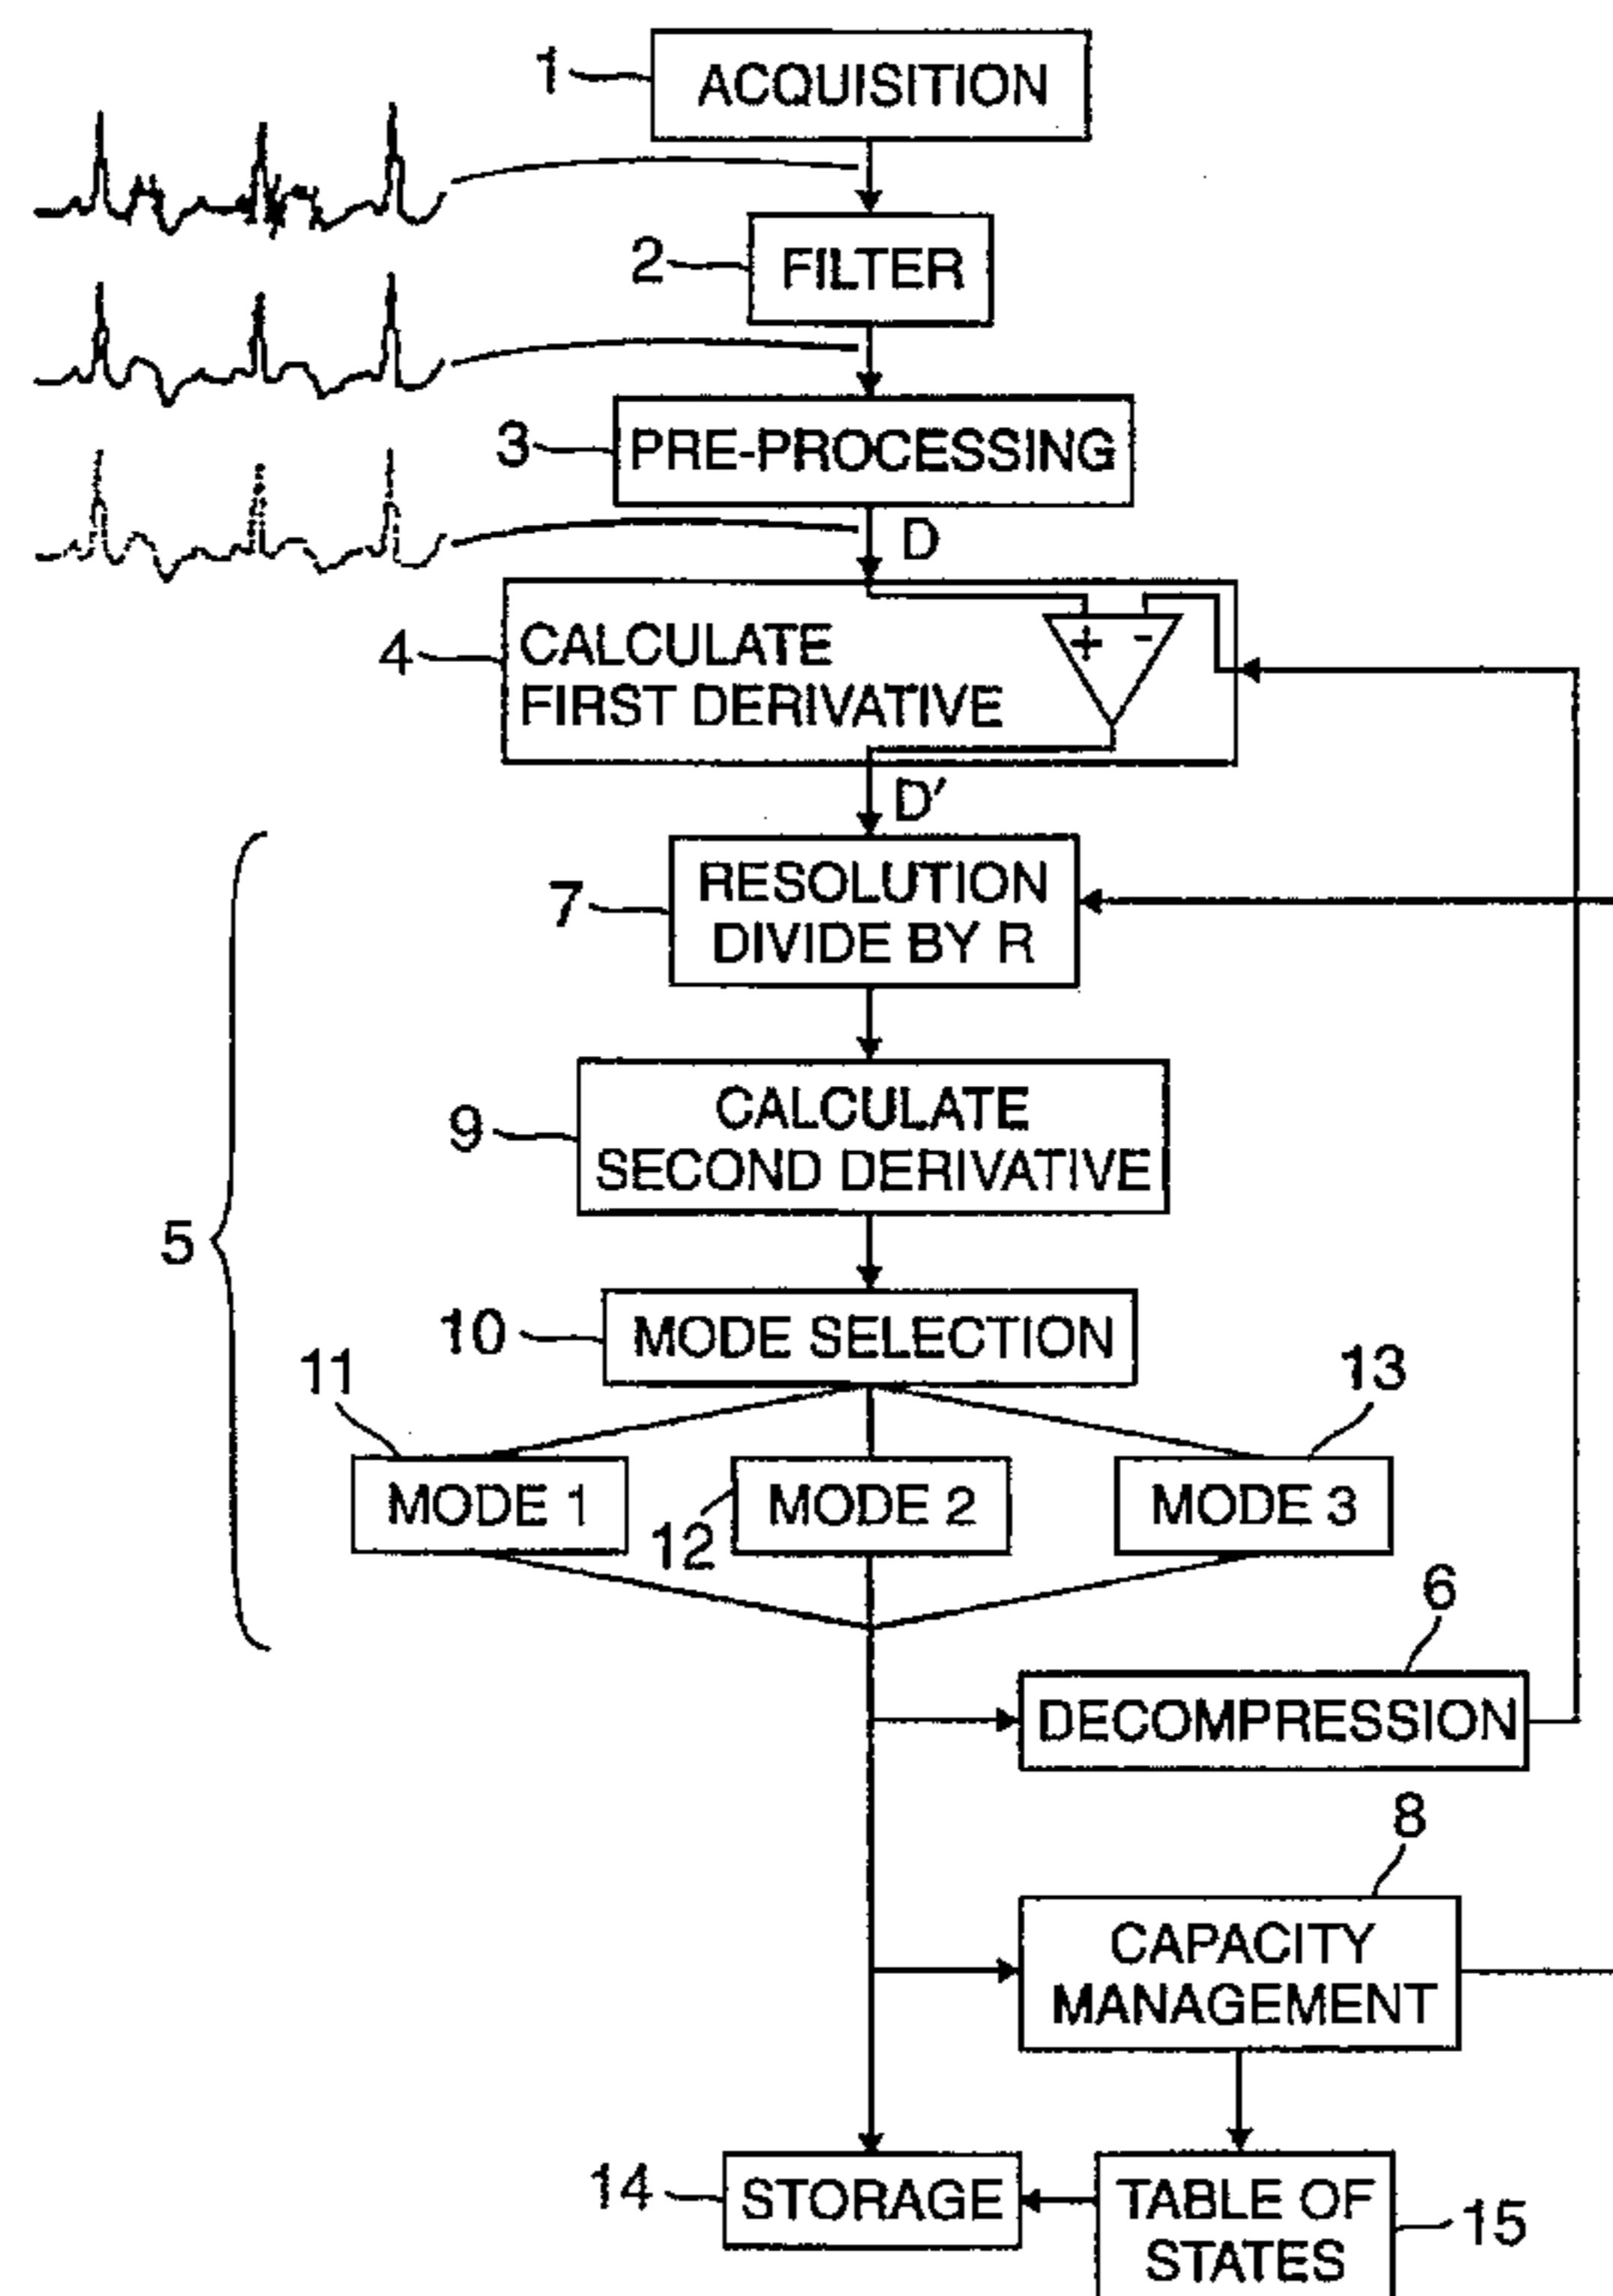 1
ACQUISITION
2
FILTER
3
PRE-PROCESSING
D
4
CALCULATE
FIRST DERIVATIVE
+ -
D'
7
RESOLUTION
DIVIDE BY R
9
CALCULATE
SECOND DERIVATIVE
5
10
MODE SELECTION
11
13
MODE 1
12
MODE 2
MODE 3
6
DECOMPRESSION
8
CAPACITY
MANAGEMENT
14
STORAGE
TABLE OF
STATES
15